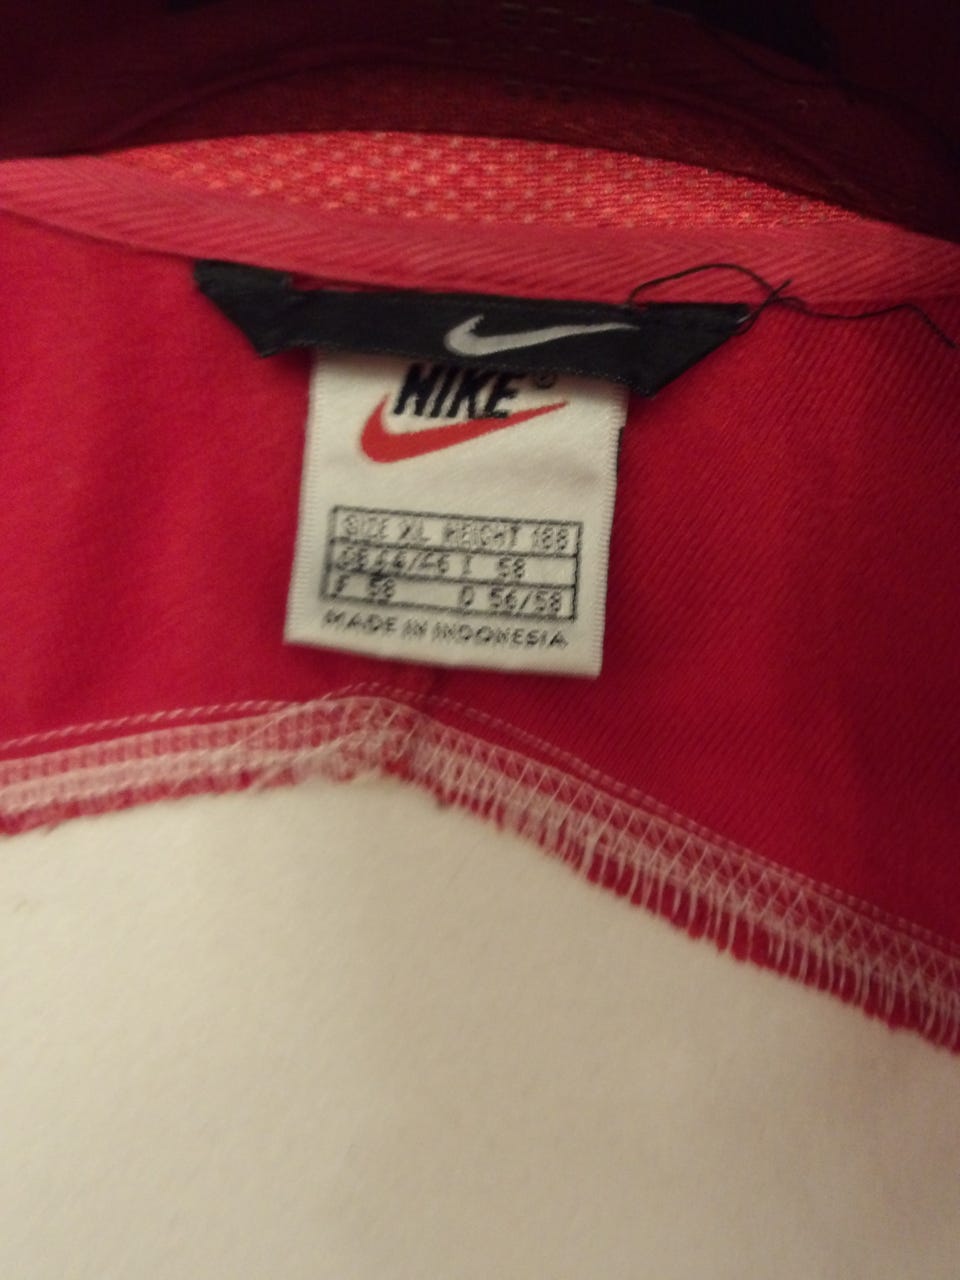 NIKE®
SIZE XL HEIGHT 188
GB 44/46 I 58
F 58 D 56/58
MADE IN INDONESIA